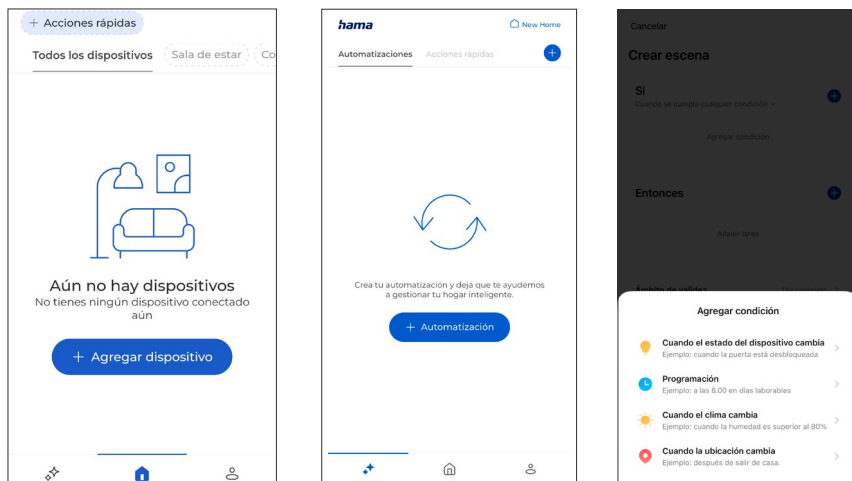 + Acciones rápidas
Todos los dispositivos Sala de estar Co
Aún no hay dispositivos
No tienes ningún dispositivo conectado
aún
+ Agregar dispositivo
hama New Home
Automatizaciones Acciones rápidas
Crea tu automatización y deja que te ayudemos
a gestionar tu hogar inteligente.
+ Automatización
Cancelar
Crear escena
Si
Cuando se cumpla cualquier condición
Agregar condición
Entonces
Añadir tarea
Ámbito de validez
Agregar condición
Cuando el estado del dispositivo cambia
Ejemplo: cuando la puerta está desbloqueada
Programación
Ejemplo: a las 8.00 en días laborables
Cuando el clima cambia
Ejemplo: cuando la humedad es superior al 80%
Cuando la ubicación cambia
Ejemplo: después de salir de casa.